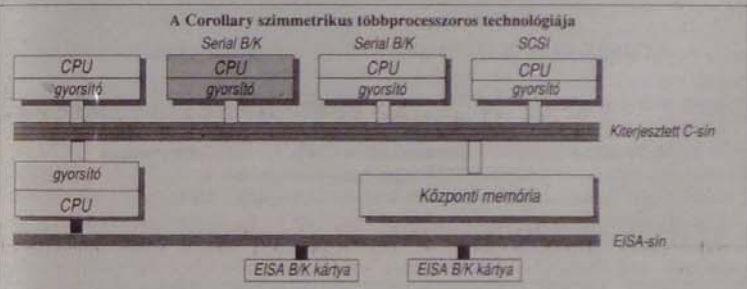 A Corollary szimmetrikus többprocesszoros technológiája
Serial B/K Serial B/K SCSI
CPU CPU CPU CPU
gyorsító gyorsító gyorsító gyorsító
Kiterjesztett C-sín
gyorsító
CPU
Központi memória
EISA-sín
EISA B/K kártya EISA B/K kártya